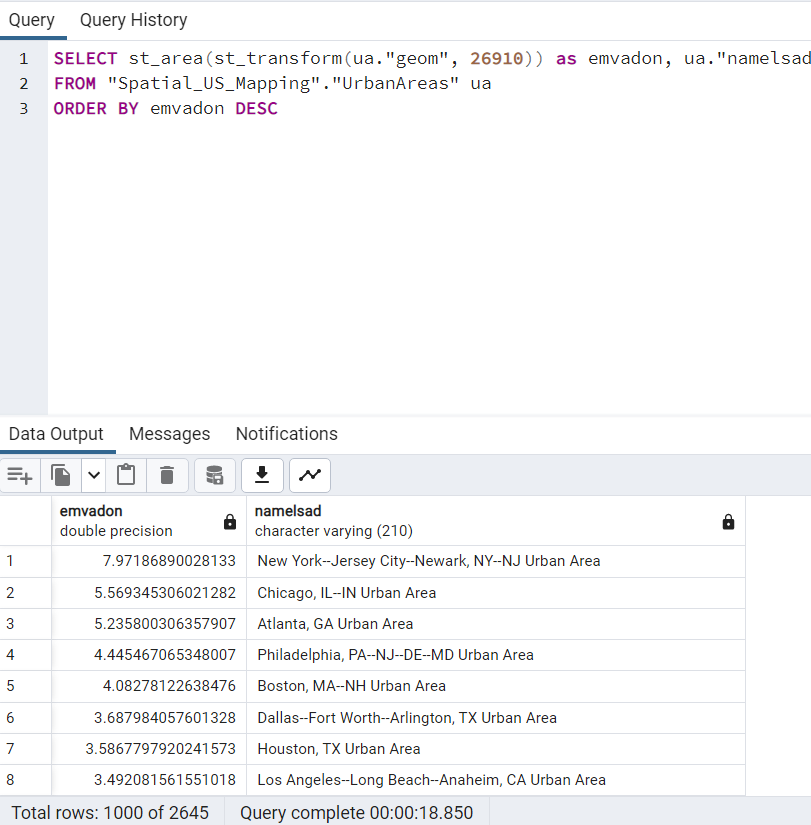 Query Query History
1 SELECT st_area(st_transform(ua."geom", 26910)) as emvadon, ua."namelsad
2 FROM "Spatial_US_Mapping"."UrbanAreas" ua
3 ORDER BY emvadon DESC
Data Output Messages Notifications
emvadon namelsad
double precision character varying (210)
1 7.97186890028133 New York--Jersey City--Newark, NY--NJ Urban Area
2 5.569345306021282 Chicago, IL--IN Urban Area
3 5.235800306357907 Atlanta, GA Urban Area
4 4.445467065348007 Philadelphia, PA--NJ--DE--MD Urban Area
5 4.08278122638476 Boston, MA--NH Urban Area
6 3.687984057601328 Dallas--Fort Worth--Arlington, TX Urban Area
7 3.5867797920241573 Houston, TX Urban Area
8 3.492081561551018 Los Angeles--Long Beach--Anaheim, CA Urban Area
Total rows: 1000 of 2645 Query complete 00:00:18.850